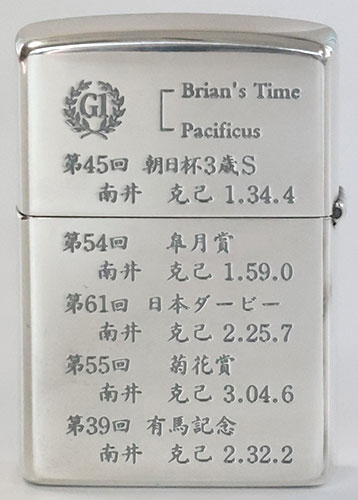 GI
Brian's Time
Pacificus
第45回 朝日杯3歳S
南井 克己 1.34.4
第54回 皐月賞
南井 克己 1.59.0
第61回 日本ダービー
南井 克己 2.25.7
第55回 菊花賞
南井 克己 3.04.6
第39回 有馬記念
南井 克己 2.32.2